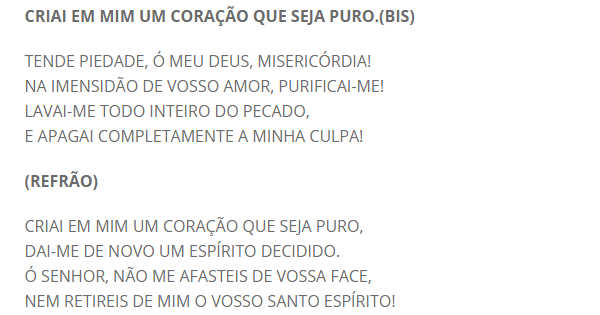 CRIAI EM MIM UM CORAÇÃO QUE SEJA PURO.(BIS)
TENDE PIEDADE, Ó MEU DEUS, MISERICÓRDIA!
NA IMENSIDÃO DE VOSSO AMOR, PURIFICAI-ME!
LAVAI-ME TODO INTEIRO DO PECADO,
E APAGAI COMPLETAMENTE A MINHA CULPA!
(REFRÃO)
CRIAI EM MIM UM CORAÇÃO QUE SEJA PURO,
DAI-ME DE NOVO UM ESPÍRITO DECIDIDO.
Ó SENHOR, NÃO ME AFASTEIS DE VOSSA FACE,
NEM RETIREIS DE MIM O VOSSO SANTO ESPÍRITO!